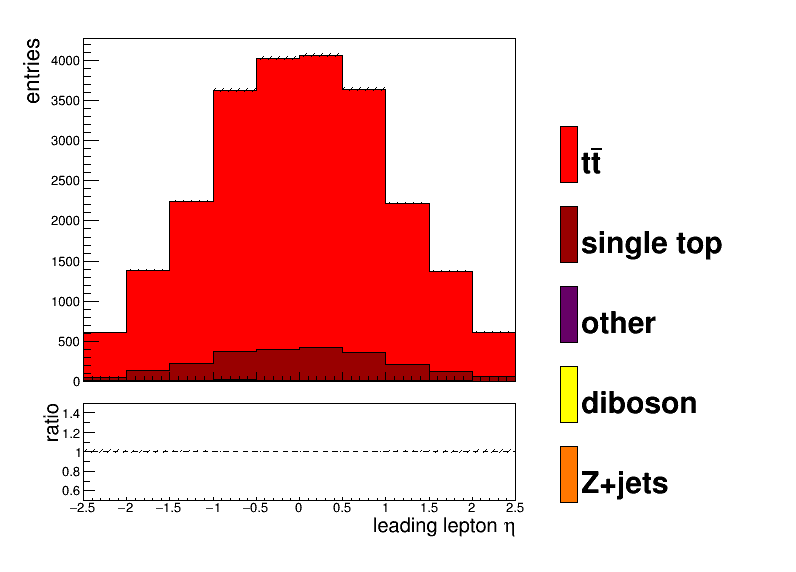 entries
4000
3500
3000
2500
2000
1500
1000
500
0
ratio
1.4
1.2
1
0.8
0.6
−2.5 −2 −1.5 −1 −0.5 0 0.5 1 1.5 2 2.5
leading lepton η
tt̄
single top
other
diboson
Z+jets